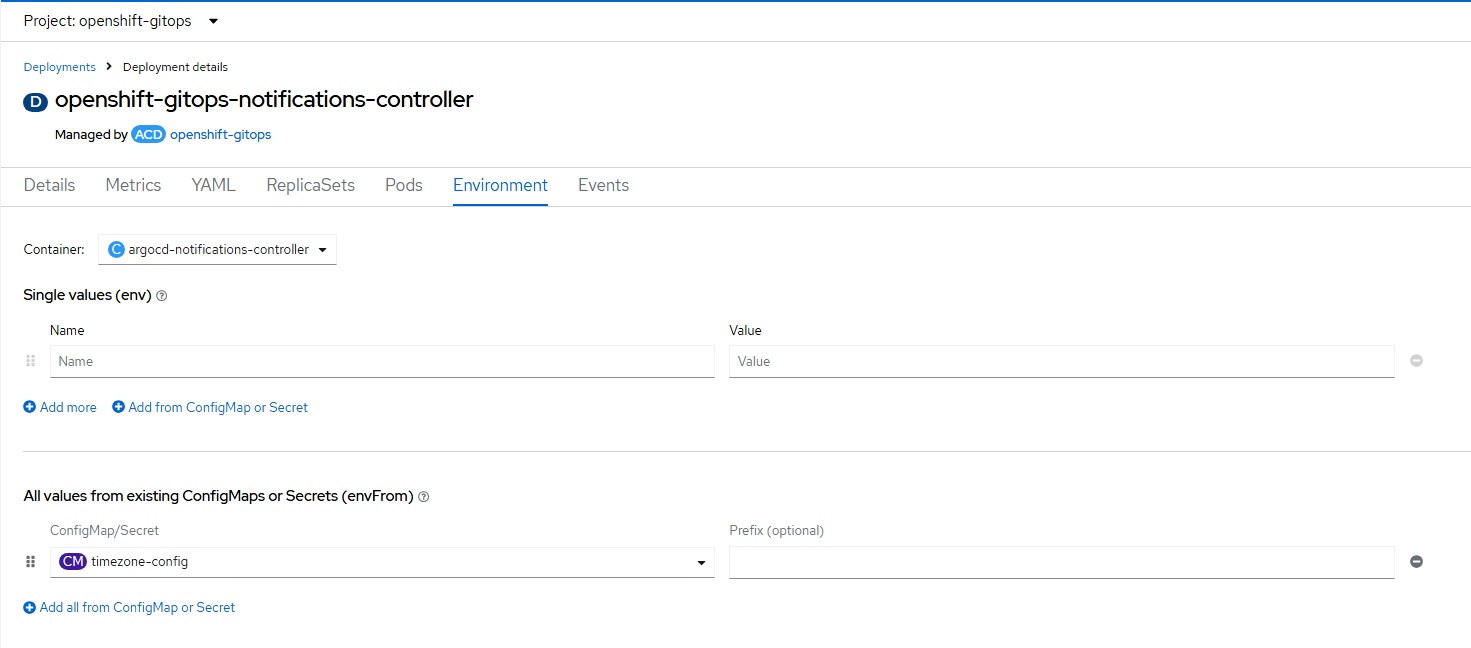 Project: openshift-gitops
Deployments > Deployment details
D openshift-gitops-notifications-controller
Managed by ACD openshift-gitops
Details Metrics YAML ReplicaSets Pods Environment Events
Container: C argocd-notifications-controller
Single values (env) ?
Name Value
Name Value
Add more Add from ConfigMap or Secret
All values from existing ConfigMaps or Secrets (envFrom) ?
ConfigMap/Secret Prefix (optional)
CM timezone-config
Add all from ConfigMap or Secret